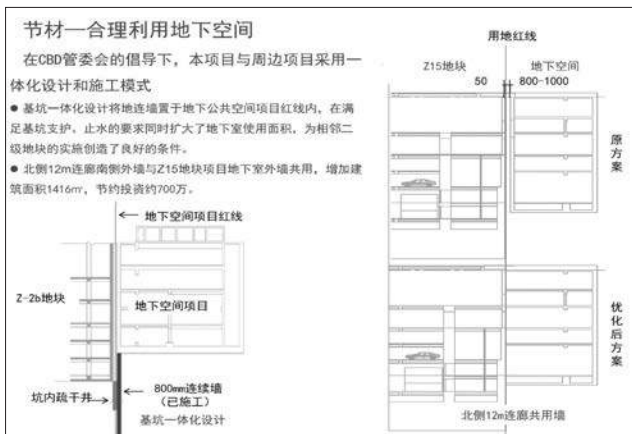 节材—合理利用地下空间
在CBD管委会的倡导下，本项目与周边项目采用一
体化设计和施工模式
● 基坑一体化设计将地连墙置于地下公共空间项目红线内，在满
足基坑支护、止水的要求同时扩大了地下室使用面积，为相邻二
级地块的实施创造了良好的条件。
● 北侧12m连廊南侧外墙与Z15地块项目地下室外墙共用，增加建
筑面积1416㎡，节约投资约700万。
地下空间项目红线
Z-2b地块
地下空间项目
坑内疏干井
800mm连续墙
（已施工）
基坑一体化设计
用地红线
Z15地块
地下空间
50
800-1000
原方案
优化后方案
北侧12m连廊共用墙